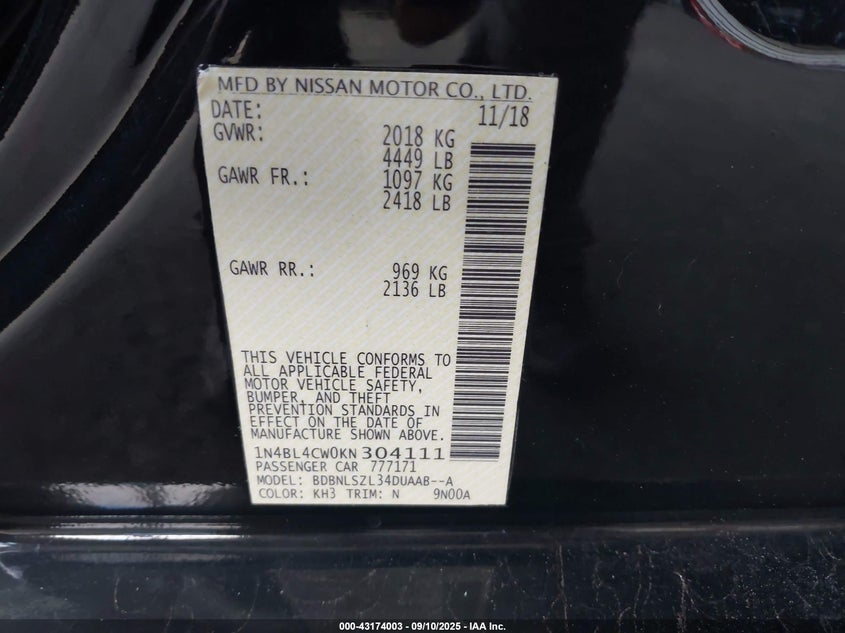 MFD BY NISSAN MOTOR CO., LTD.
DATE: 11/18
GVWR: 2018 KG
4449 LB
GAWR FR.: 1097 KG
2418 LB
GAWR RR.: 969 KG
2136 LB
THIS VEHICLE CONFORMS TO
ALL APPLICABLE FEDERAL
MOTOR VEHICLE SAFETY,
BUMPER, AND THEFT
PREVENTION STANDARDS IN
EFFECT ON THE DATE OF
MANUFACTURE SHOWN ABOVE.
1N4BL4CW0KN304111
PASSENGER CAR 777171
MODEL: BDBNLSZL34DUAAB--A
COLOR: KH3 TRIM: N 9N00A
000-43174003 - 09/10/2025 - IAA Inc.